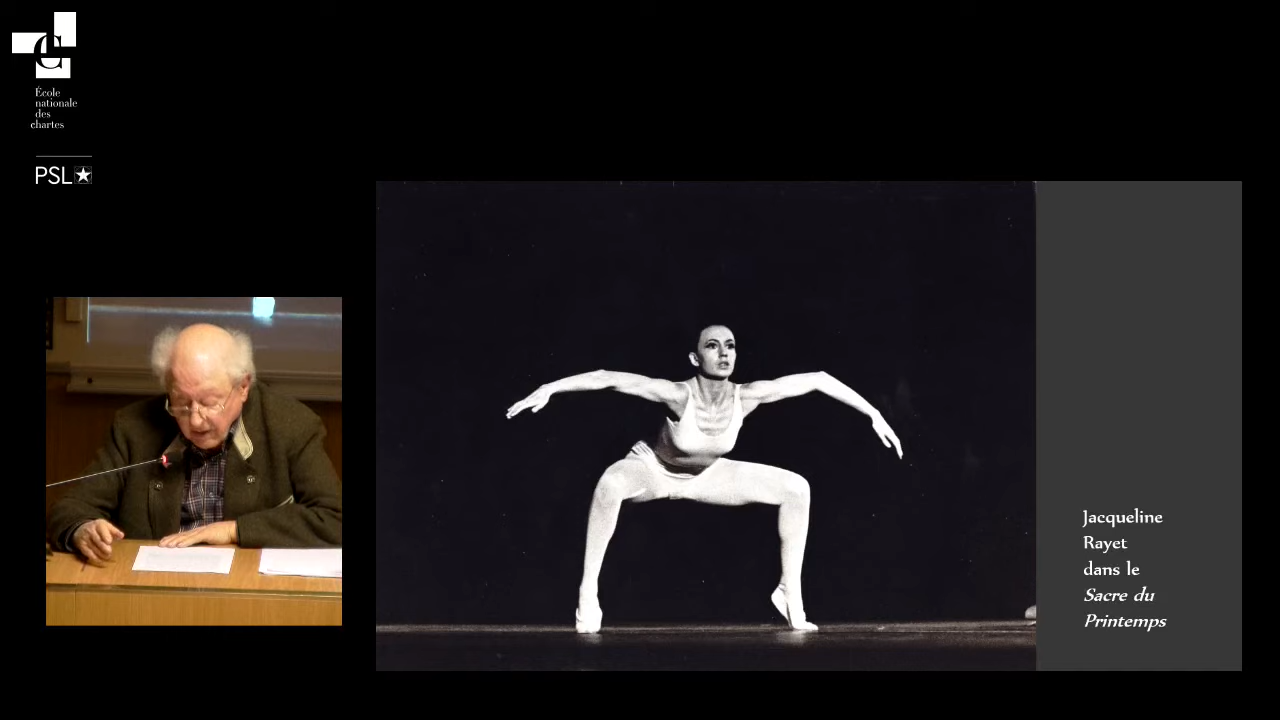 École
nationale
des
chartes
PSL
Jacqueline
Rayet
dans le
Sacre du
Printemps